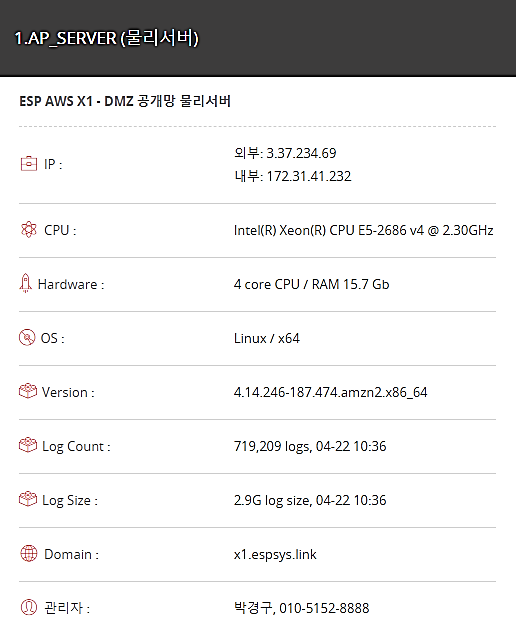 1.AP_SERVER (물리서버)
ESP AWS X1 - DMZ 공개망 물리서버
IP : 외부: 3.37.234.69
내부: 172.31.41.232
CPU : Intel(R) Xeon(R) CPU E5-2686 v4 @ 2.30GHz
Hardware : 4 core CPU / RAM 15.7 Gb
OS : Linux / x64
Version : 4.14.246-187.474.amzn2.x86_64
Log Count : 719,209 logs, 04-22 10:36
Log Size : 2.9G log size, 04-22 10:36
Domain : x1.espsys.link
관리자 : 박경구, 010-5152-8888